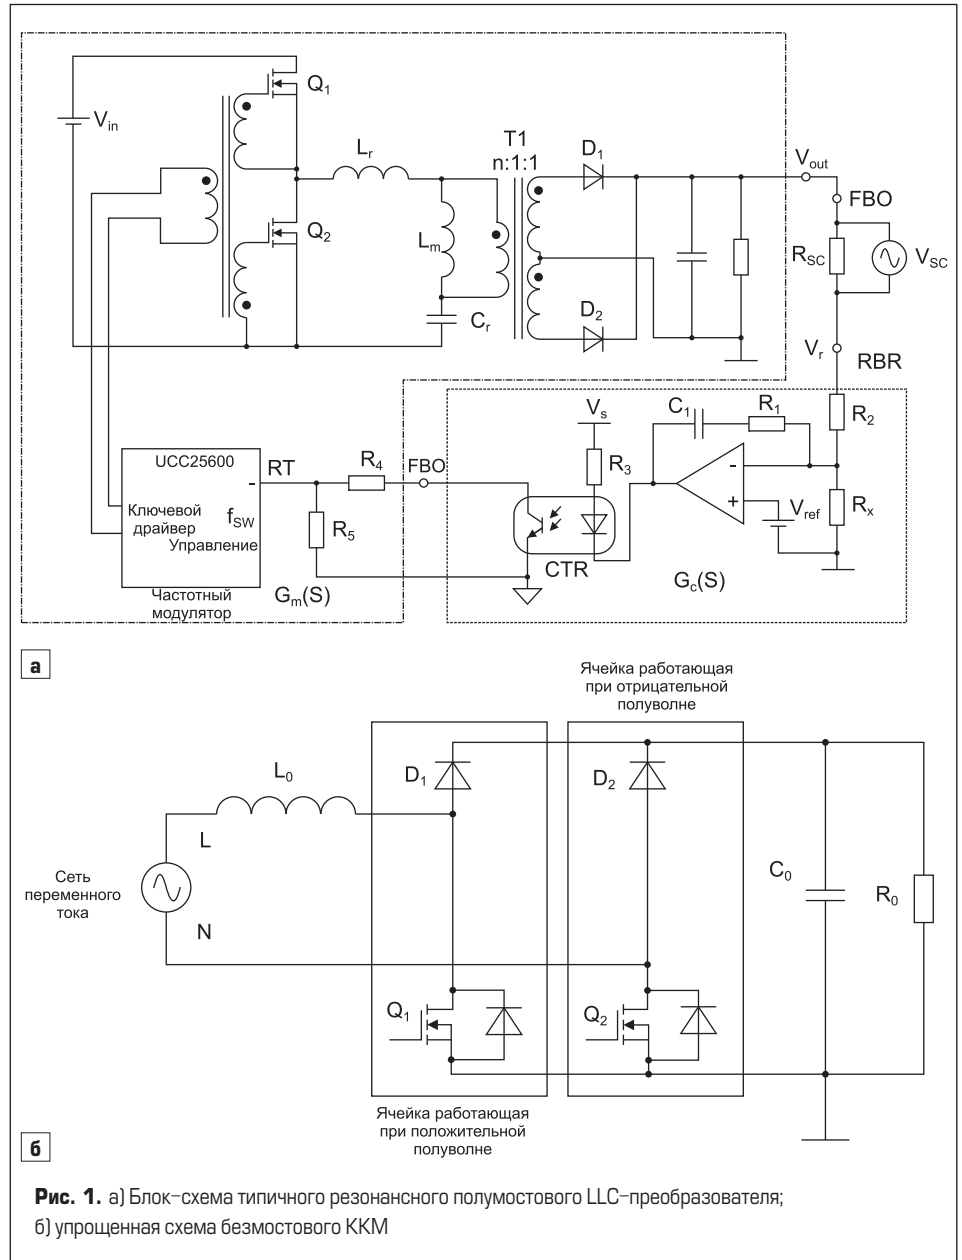 Q₁
V_in
L_r
T1
n:1:1
D₁
V_out
FBO
R_SC
V_SC
Q₂
L_m
C_r
D₂
V_r
RBR
V_s
C₁
R₁
R₂
UCC25600
RT
R₄
FBO
R₃
-
-
+
V_ref
R_x
Ключевой
драйвер
f_SW
Управление
R₅
CTR
G_c(S)
G_m(S)
Частотный
модулятор
а
Ячейка работающая
при отрицательной
полуволне
L₀
D₁
D₂
L
Сеть
переменного
тока
C₀
R₀
N
Q₁
Q₂
Ячейка работающая
при положительной
полуволне
б
Рис. 1. а) Блок-схема типичного резонансного полумостового LLC-преобразователя;
б) упрощенная схема безмостового ККМ